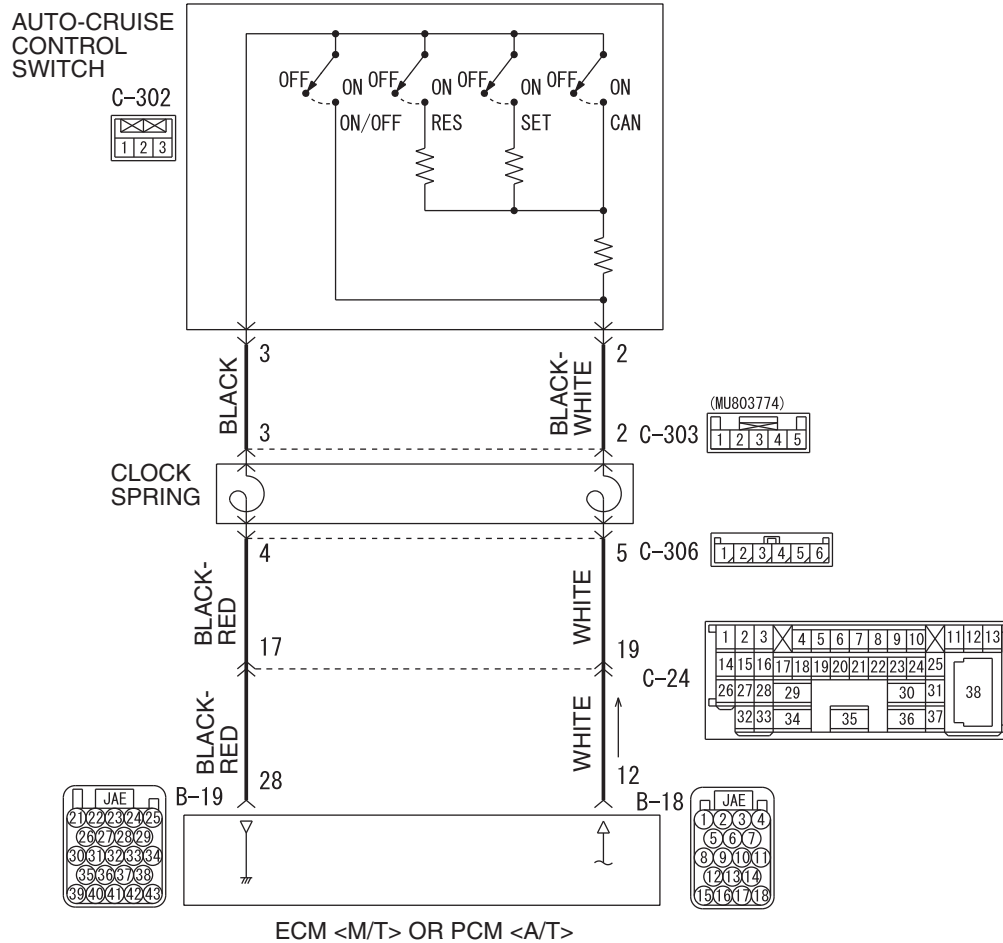 AUTO-CRUISE
CONTROL
SWITCH
C-302
1 2 3
OFF ON OFF ON OFF ON OFF ON
ON/OFF RES SET CAN
3 2
BLACK
BLACK-
WHITE
3 2 C-303
(MU803774)
1 2 3 4 5
CLOCK
SPRING
4 5 C-306
1 2 3 4 5 6
BLACK-
RED
WHITE
17 19
C-24
1 2 3 4 5 6 7 8 9 10 11 12 13
14 15 16 17 18 19 20 21 22 23 24 25
26 27 28 29 30 31 38
32 33 34 35 36 37
BLACK-
RED
WHITE
28 12
B-19
JAE
21 22 23 24 25
26 27 28 29
30 31 32 33 34
35 36 37 38
39 40 41 42 43
B-18
JAE
1 2 3 4
5 6 7
8 9 10 11
12 13 14
15 16 17 18
ECM <M/T> OR PCM <A/T>